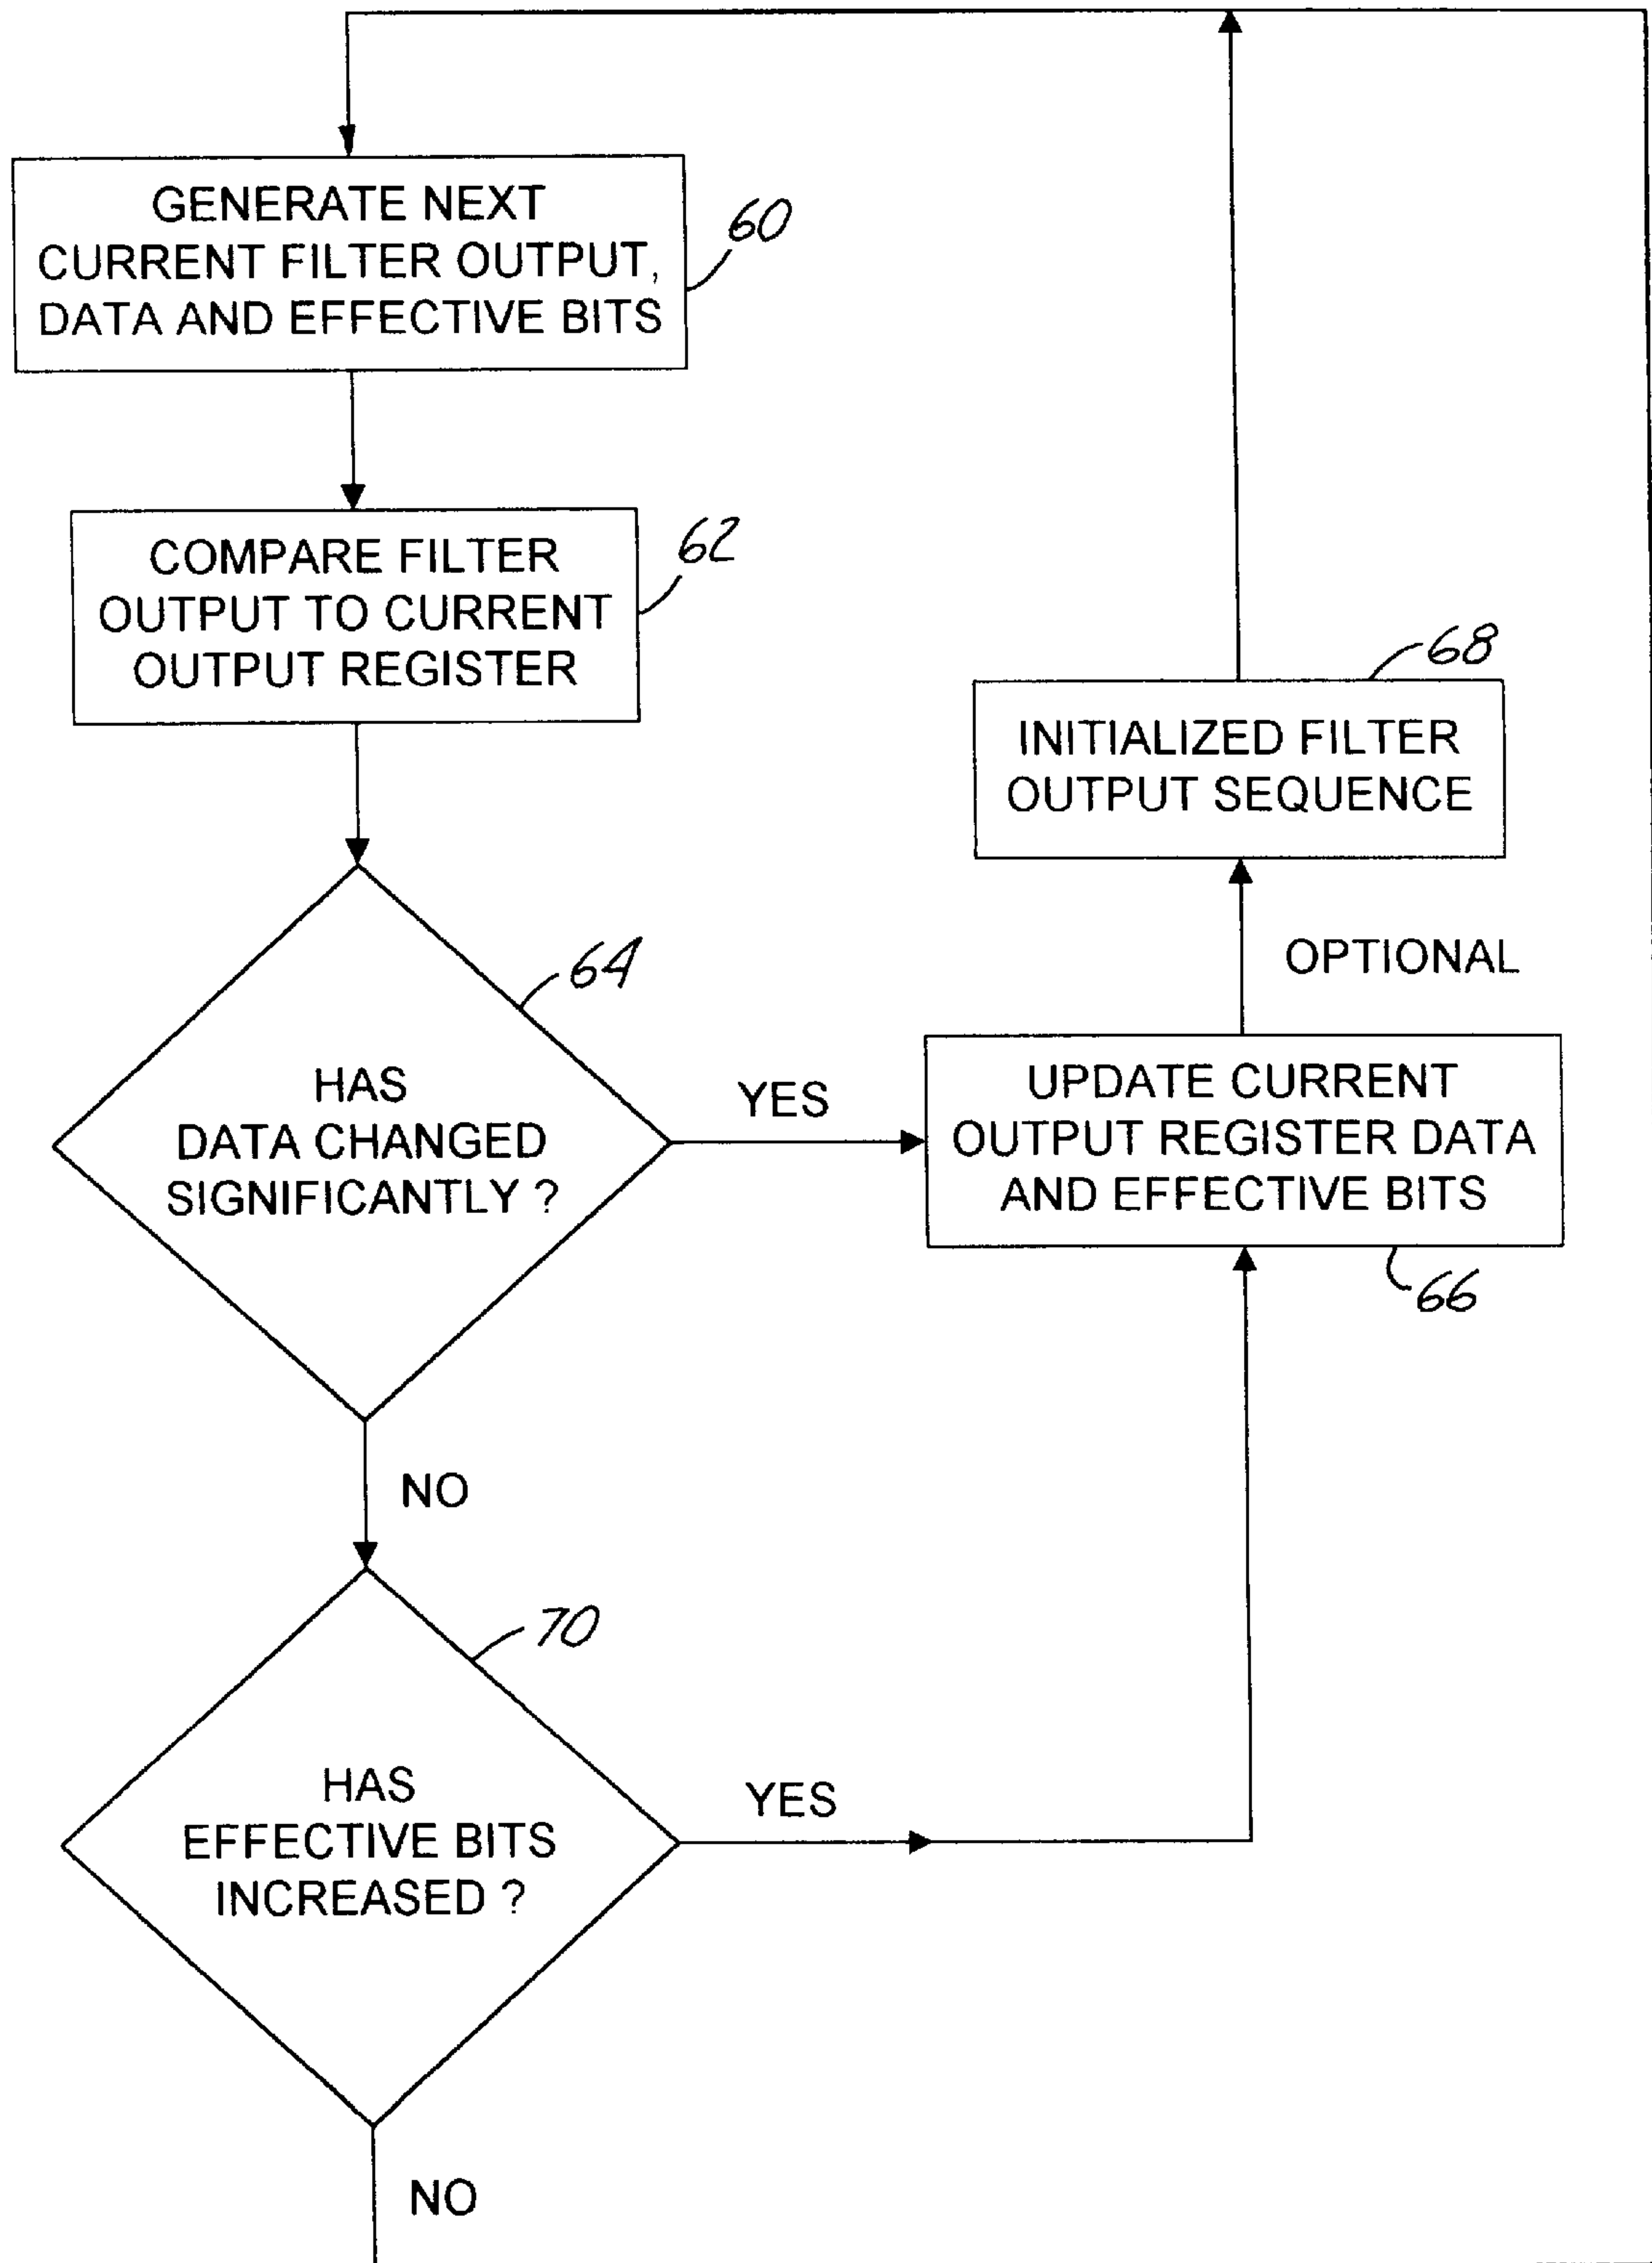 GENERATE NEXT
CURRENT FILTER OUTPUT,
DATA AND EFFECTIVE BITS
60
COMPARE FILTER
OUTPUT TO CURRENT
OUTPUT REGISTER
62
68
INITIALIZED FILTER
OUTPUT SEQUENCE
64
OPTIONAL
HAS
DATA CHANGED
SIGNIFICANTLY ?
YES
UPDATE CURRENT
OUTPUT REGISTER DATA
AND EFFECTIVE BITS
66
NO
70
HAS
EFFECTIVE BITS
INCREASED ?
YES
NO